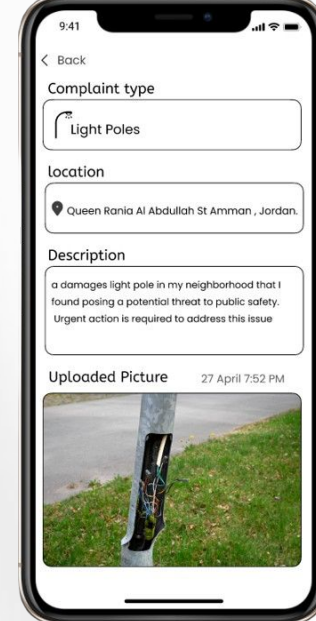 9:41
Back
Complaint type
Light Poles
location
Queen Rania Al Abdullah St Amman , Jordan.
Description
a damages light pole in my neighborhood that I
found posing a potential threat to public safety.
Urgent action is required to address this issue
Uploaded Picture 27 April 7:52 PM